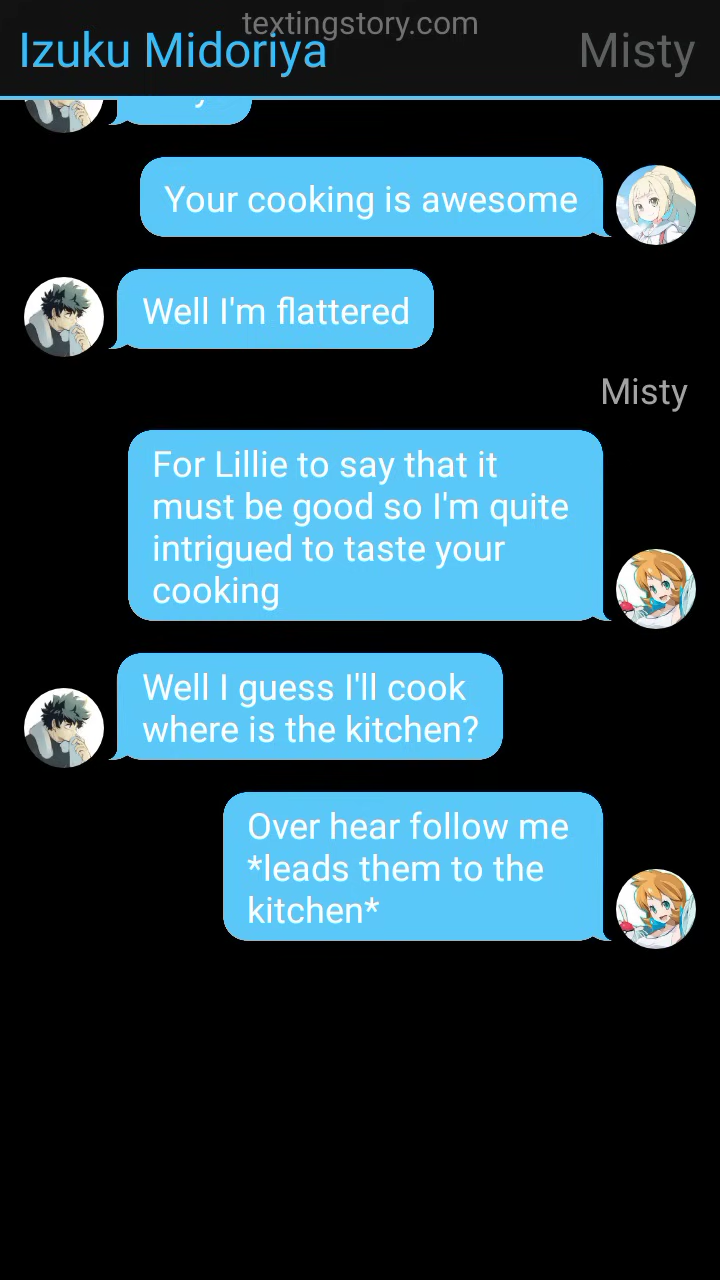 textingstory.com
Izuku Midoriya
Misty
Your cooking is awesome
Well I'm flattered
Misty
For Lillie to say that it
must be good so I'm quite
intrigued to taste your
cooking
Well I guess I'll cook
where is the kitchen?
Over hear follow me
*leads them to the
kitchen*